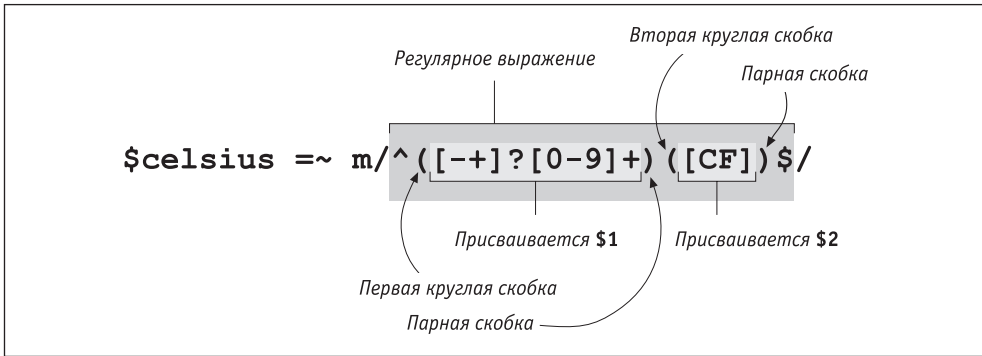 Вторая круглая скобка
Регулярное выражение
Парная скобка
$celsius =~ m/^([-+]?[0-9]+)([CF])$/
Присваивается $1
Присваивается $2
Первая круглая скобка
Парная скобка